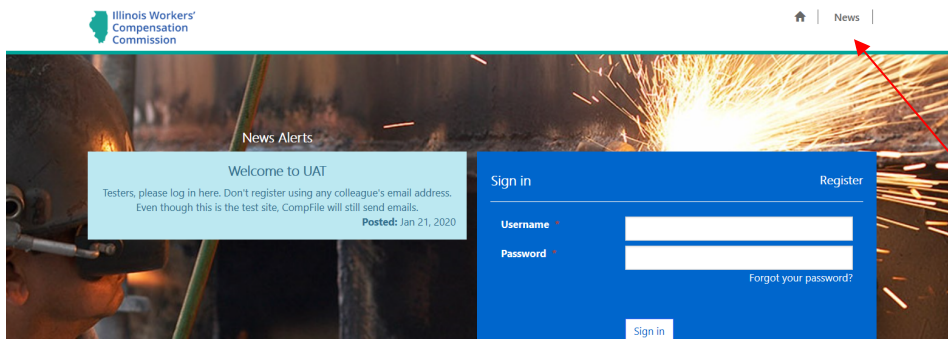 Illinois Workers'
Compensation
Commission
News
News Alerts
Welcome to UAT
Testers, please log in here. Don't register using any colleague's email address.
Even though this is the test site, CompFile will still send emails.
Posted: Jan 21, 2020
Sign in
Register
Username *
Password *
Forgot your password?
Sign in